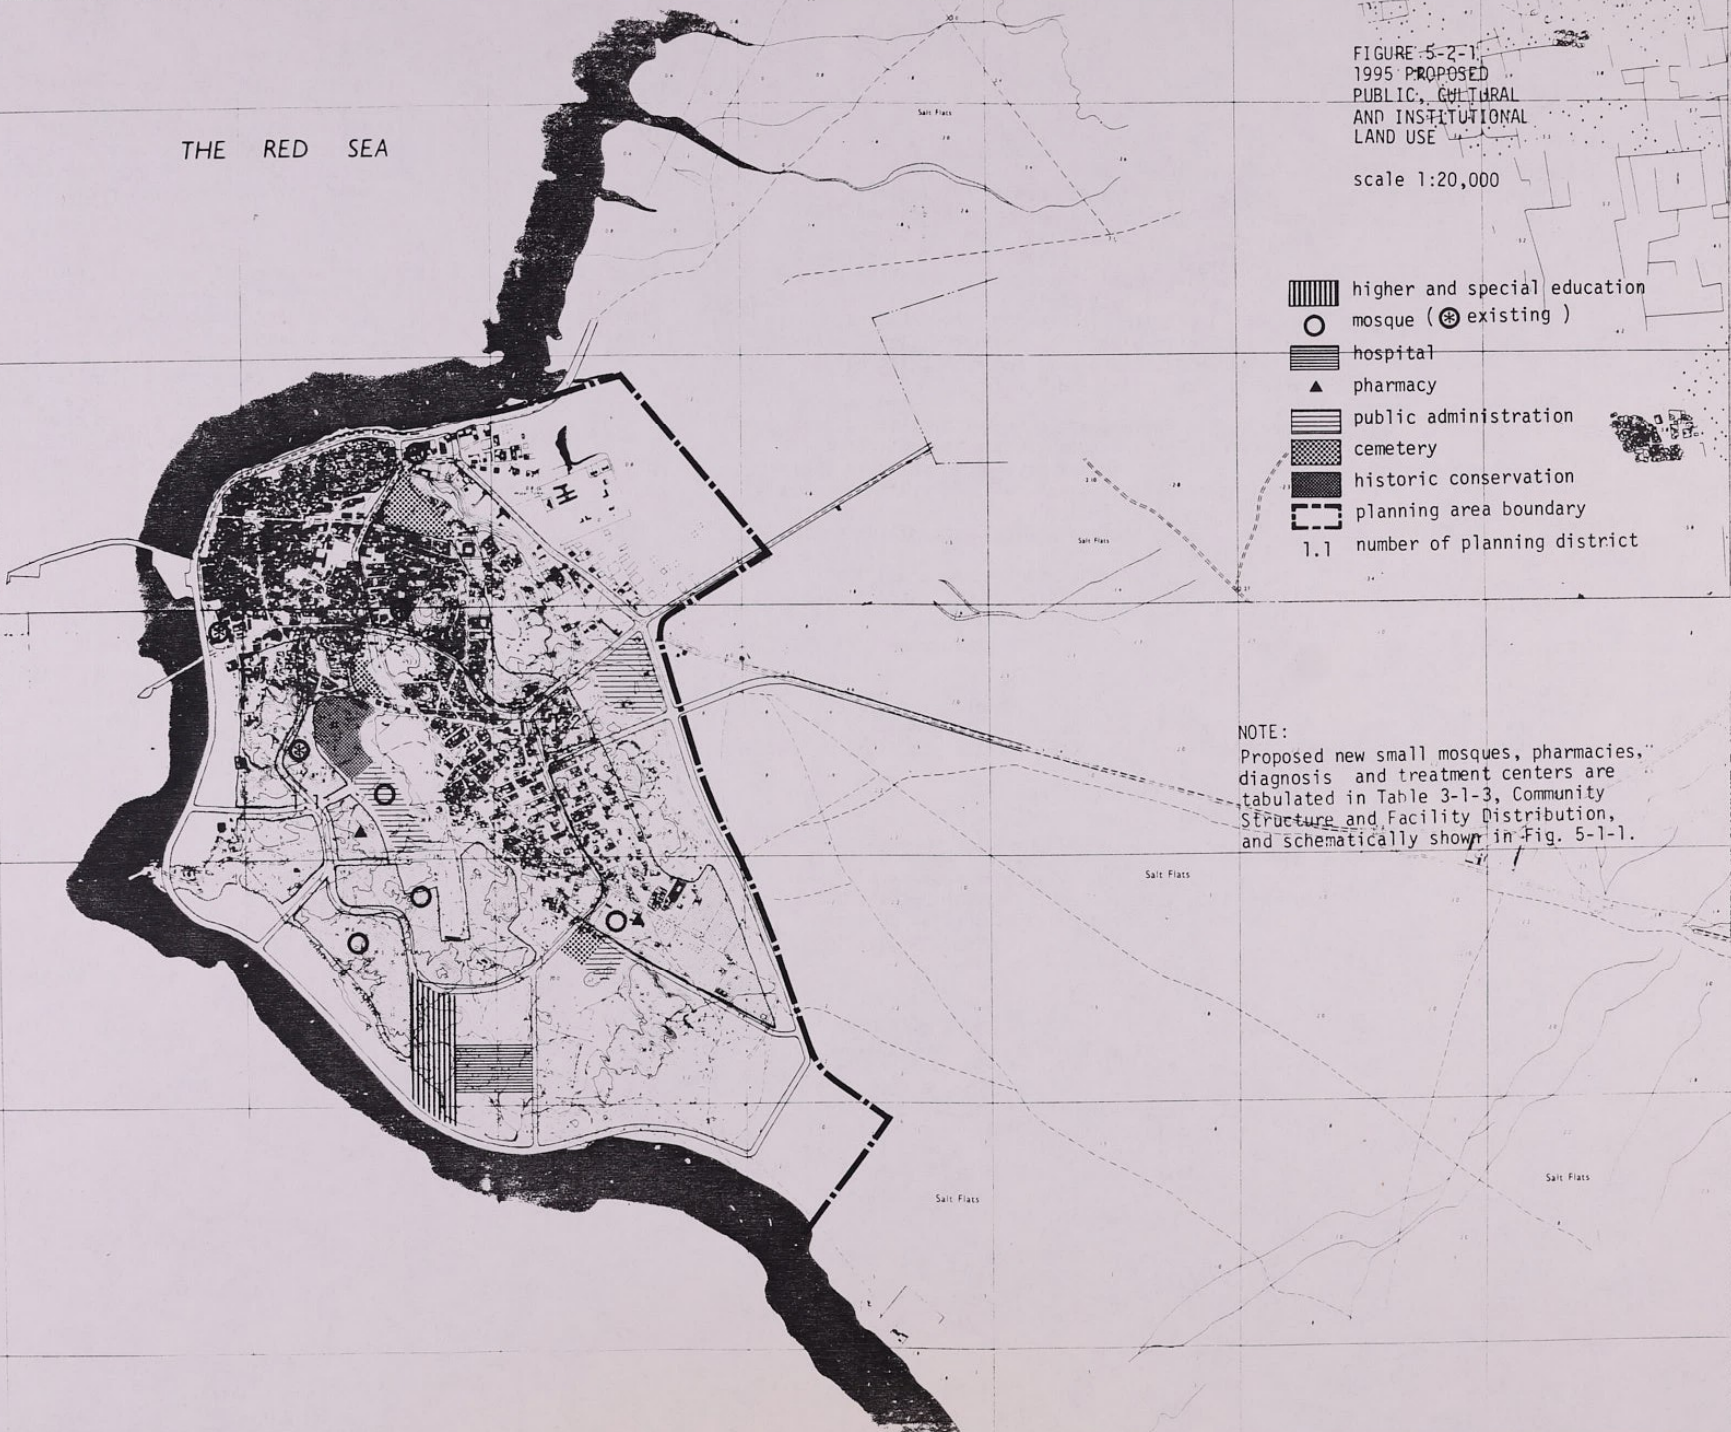 FIGURE 5-2-1
1995 PROPOSED
PUBLIC, CULTURAL
AND INSTITUTIONAL
LAND USE
scale 1:20,000
THE RED SEA
Salt Flats
higher and special education
mosque ( existing )
hospital
pharmacy
public administration
cemetery
historic conservation
planning area boundary
1.1 number of planning district
Salt Flats
NOTE:
Proposed new small mosques, pharmacies,
diagnosis and treatment centers are
tabulated in Table 3-1-3, Community
Structure and Facility Distribution,
and schematically shown in Fig. 5-1-1.
Salt Flats
Salt Flats
Salt Flats